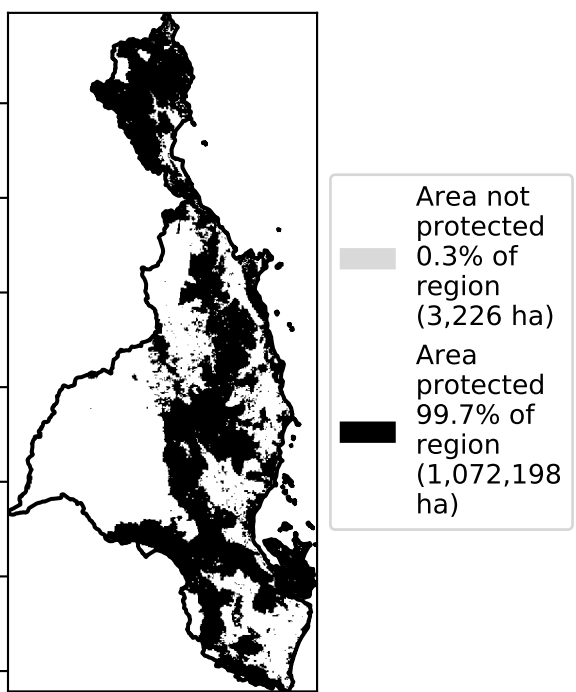 Area not
protected
0.3% of
region
(3,226 ha)
Area
protected
99.7% of
region
(1,072,198
ha)